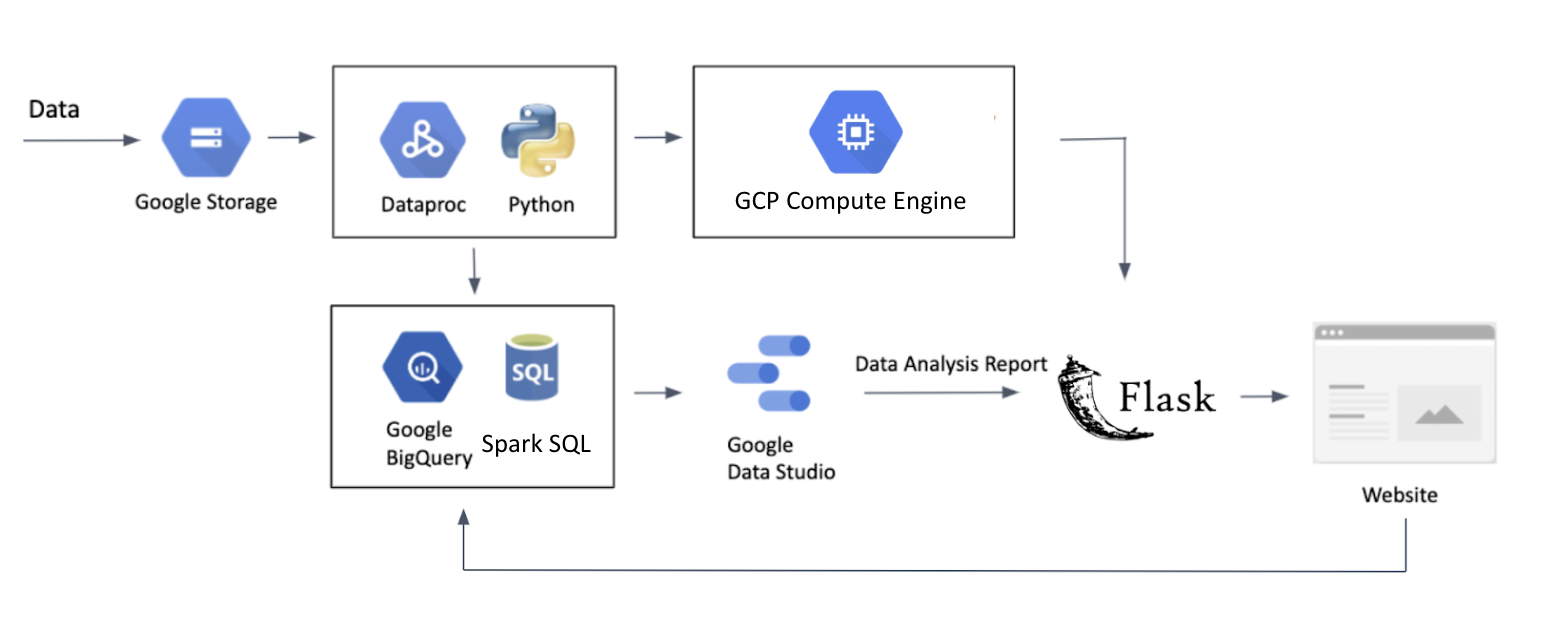 Data
Google Storage
Dataproc
Python
GCP Compute Engine
Google
BigQuery
SQL
Spark SQL
Google
Data Studio
Data Analysis Report
Flask
Website